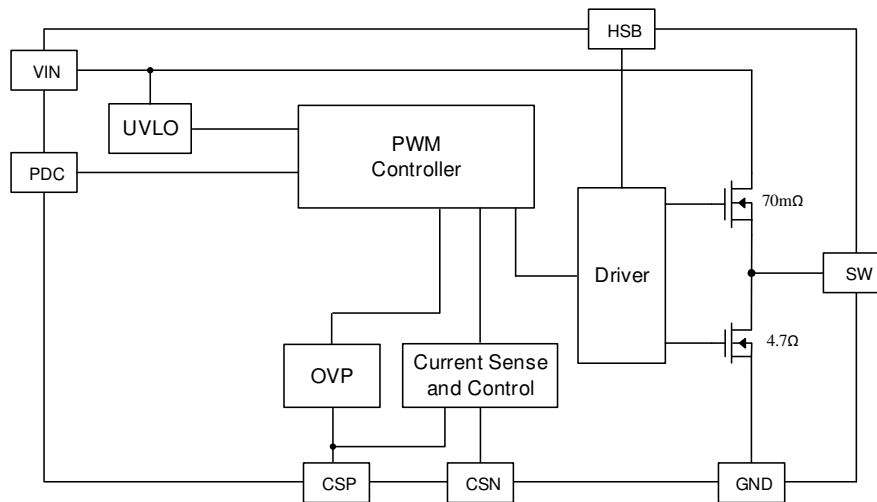 HSB
VIN
UVLO
PWM
Controller
PDC
70mΩ
Driver
SW
4.7Ω
OVP
Current Sense
and Control
CSP
CSN
GND